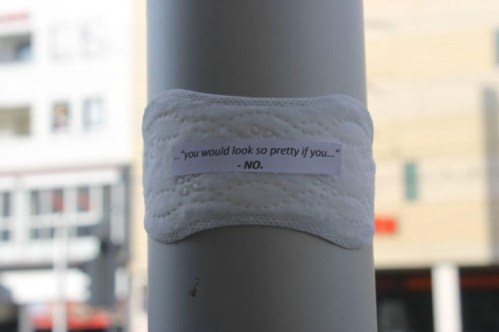 .. "you would look so pretty if you..."
- NO.